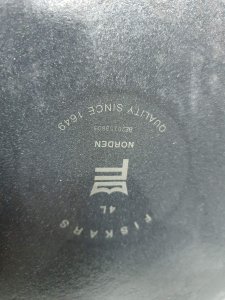 FISKARS
4L
NORDEN
QUALITY SINCE 1649